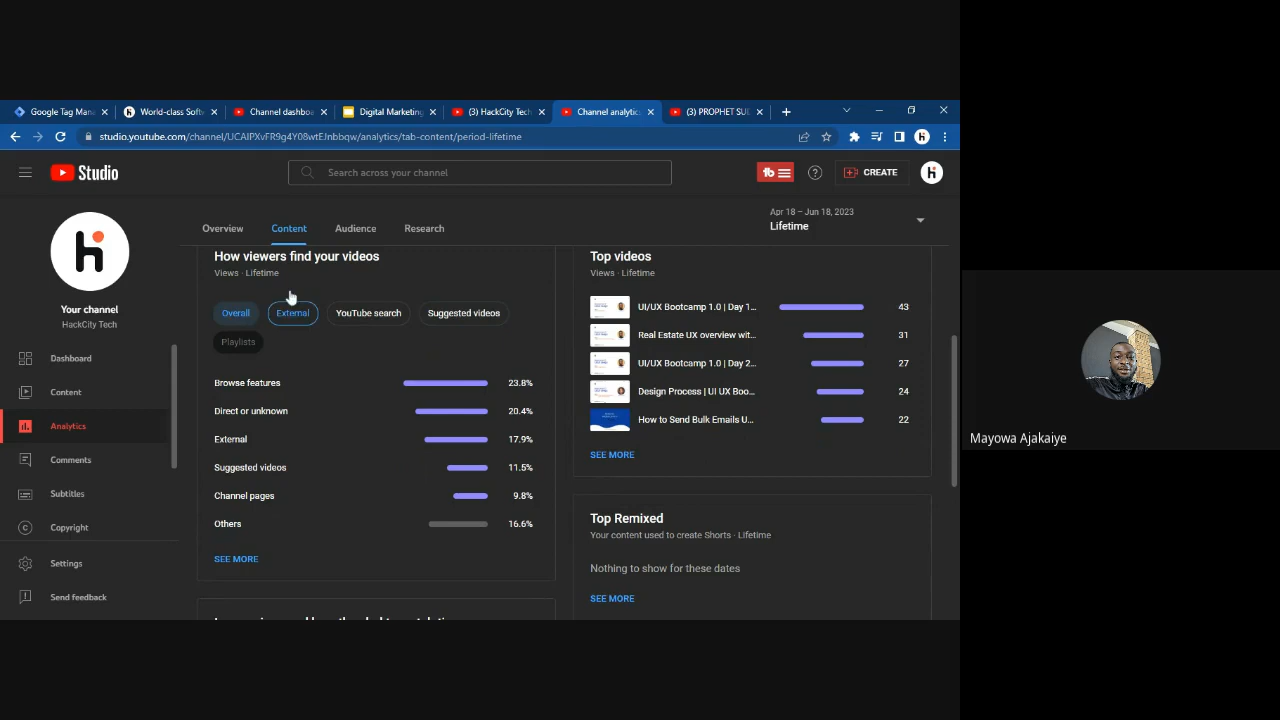 Google Tag Mana
World-class Softw
Channel dashboa
Digital Marketing
(3) HackCity Tech
Channel analytic
(3) PROPHET SUD
studio.youtube.com/channel/UCAIPXvFR9g4Y08wtEJnbbqw/analytics/tab-content/period-lifetime
Studio
Search across your channel
CREATE
Overview
Content
Audience
Research
Apr 18 – Jun 18, 2023
Lifetime
Your channel
HackCity Tech
Dashboard
Content
Analytics
Comments
Subtitles
Copyright
Settings
Send feedback
How viewers find your videos
Views · Lifetime
Overall
External
YouTube search
Suggested videos
Playlists
Browse features 23.8%
Direct or unknown 20.4%
External 17.9%
Suggested videos 11.5%
Channel pages 9.8%
Others 16.6%
SEE MORE
Top videos
Views · Lifetime
UI/UX Bootcamp 1.0 | Day 1... 43
Real Estate UX overview wit... 31
UI/UX Bootcamp 1.0 | Day 2... 27
Design Process | UI UX Boo... 24
How to Send Bulk Emails U... 22
SEE MORE
Top Remixed
Your content used to create Shorts · Lifetime
Nothing to show for these dates
SEE MORE
Mayowa Ajakaiye